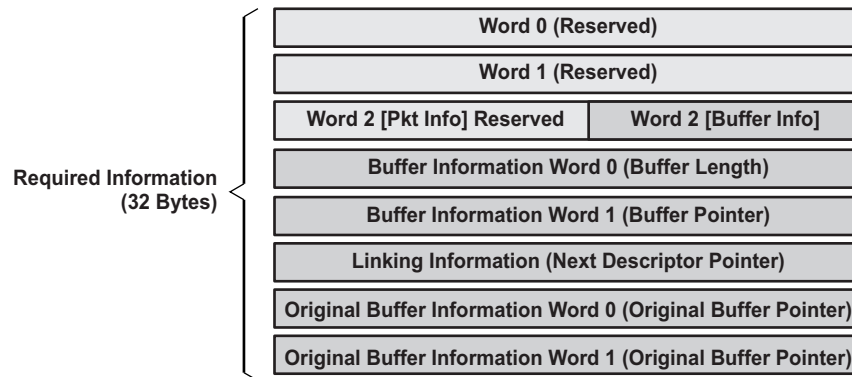 Word 0 (Reserved)
Word 1 (Reserved)
Word 2 [Pkt Info] Reserved
Word 2 [Buffer Info]
Buffer Information Word 0 (Buffer Length)
Required Information
(32 Bytes)
Buffer Information Word 1 (Buffer Pointer)
Linking Information (Next Descriptor Pointer)
Original Buffer Information Word 0 (Original Buffer Pointer)
Original Buffer Information Word 1 (Original Buffer Pointer)